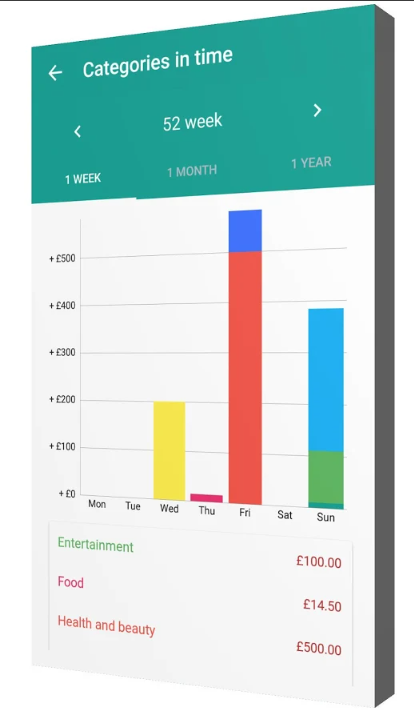 Categories in time
52 week
1 WEEK 1 MONTH 1 YEAR
+ £500
+ £400
+ £300
+ £200
+ £100
+ £0
Mon Tue Wed Thu Fri Sat Sun
Entertainment £100.00
Food £14.50
Health and beauty £500.00